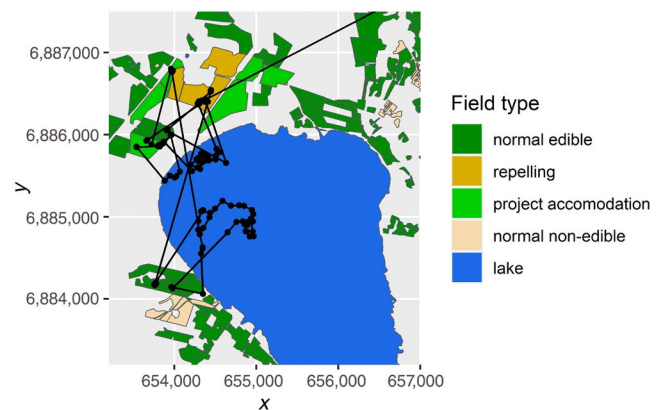 6,887,000
6,886,000
6,885,000
6,884,000
y
654,000 655,000 656,000 657,000
x
Field type
normal edible
repelling
project accomodation
normal non-edible
lake